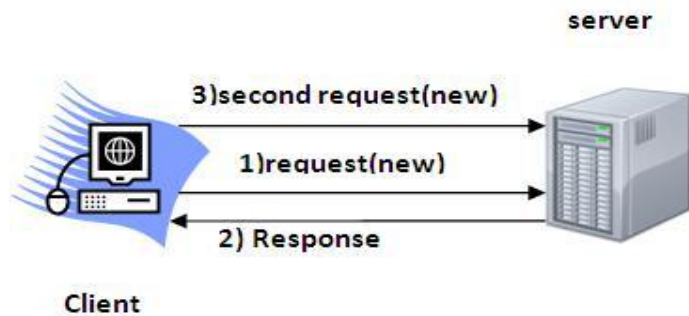 server
3)second request(new)
1)request(new)
2) Response
Client